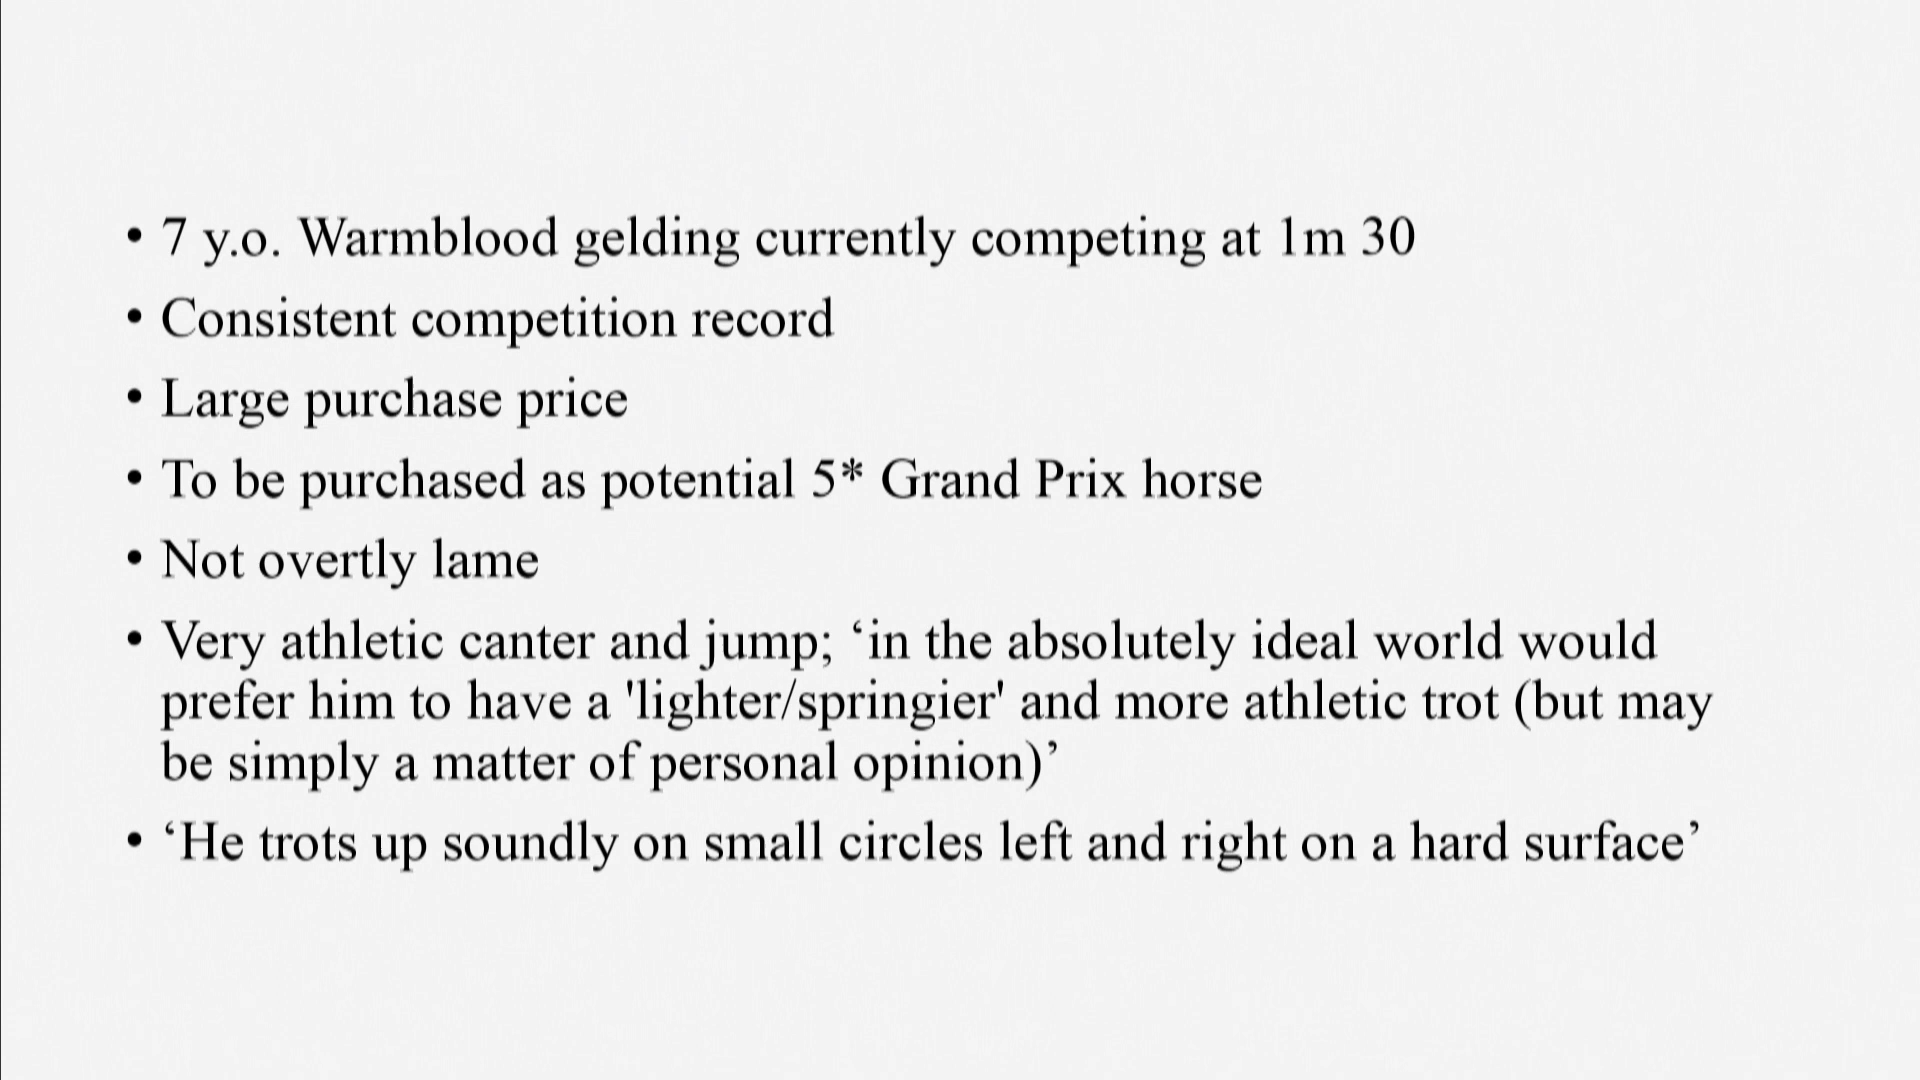 • 7 y.o. Warmblood gelding currently competing at 1m 30
• Consistent competition record
• Large purchase price
• To be purchased as potential 5* Grand Prix horse
• Not overtly lame
• Very athletic canter and jump; ‘in the absolutely ideal world would
prefer him to have a 'lighter/springier' and more athletic trot (but may
be simply a matter of personal opinion)’
• ‘He trots up soundly on small circles left and right on a hard surface’